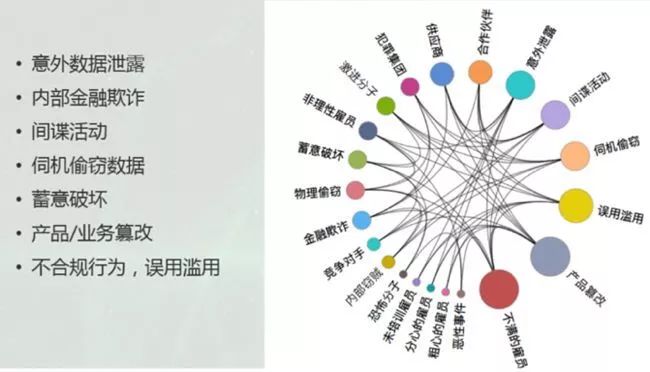 • 意外数据泄露
• 内部金融欺诈
• 间谍活动
• 伺机偷窃数据
• 蓄意破坏
• 产品/业务篡改
• 不合规行为，误用滥用
合作伙伴
意外泄露
间谍活动
伺机偷窃
误用滥用
产品篡改
不满的雇员
恶性事件
粗心的雇员
分心的雇员
未培训雇员
恐怖分子
内部窃贼
竞争对手
金融欺诈
物理偷窃
蓄意破坏
非理性雇员
激进分子
犯罪集团
供应商